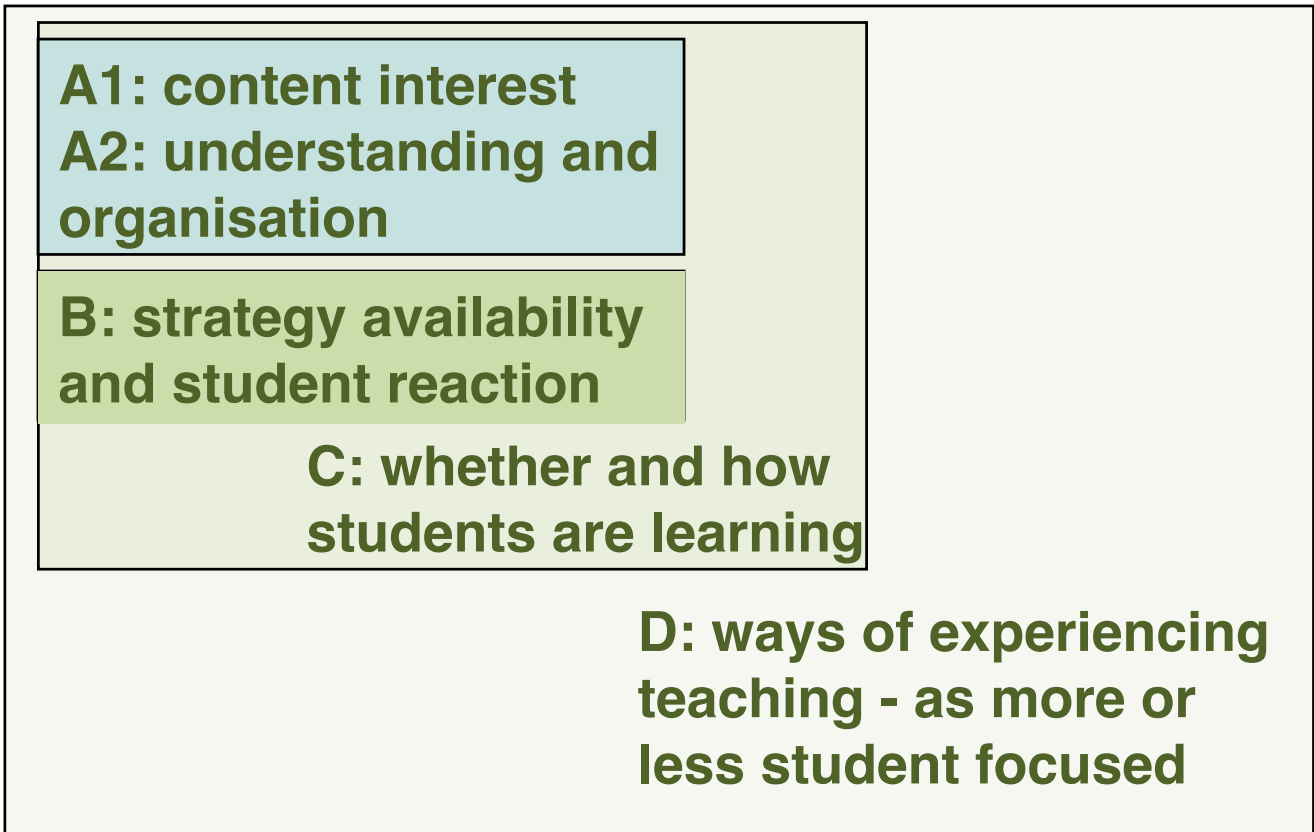 A1: content interest
A2: understanding and
organisation
B: strategy availability
and student reaction
C: whether and how
students are learning
D: ways of experiencing
teaching - as more or
less student focused